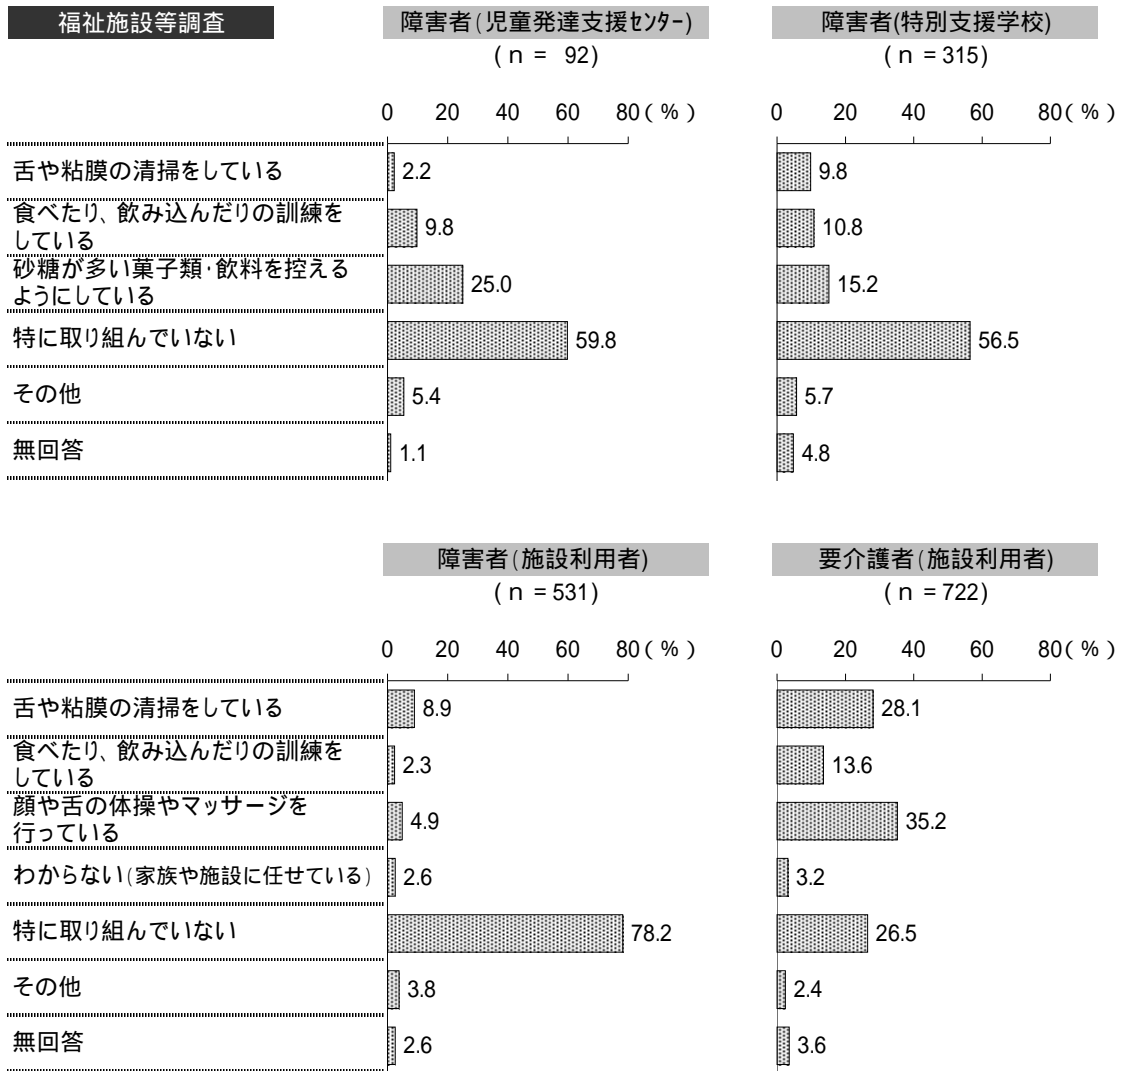 福祉施設等調査
障害者(児童発達支援ｾﾝﾀｰ)
障害者(特別支援学校)
(ｎ= 92)
(ｎ=315)
0 20 40 60 80(%)
0 20 40 60 80(%)
舌や粘膜の清掃をしている
2.2
9.8
食べたり、飲み込んだりの訓練を
している
9.8
10.8
砂糖が多い菓子類･飲料を控える
ようにしている
25.0
15.2
特に取り組んでいない
59.8
56.5
その他
5.4
5.7
無回答
1.1
4.8
障害者(施設利用者)
要介護者(施設利用者)
(ｎ=531)
(ｎ=722)
0 20 40 60 80(%)
0 20 40 60 80(%)
舌や粘膜の清掃をしている
8.9
28.1
食べたり、飲み込んだりの訓練を
している
2.3
13.6
顔や舌の体操やマッサージを
行っている
4.9
35.2
わからない(家族や施設に任せている)
2.6
3.2
特に取り組んでいない
78.2
26.5
その他
3.8
2.4
無回答
2.6
3.6